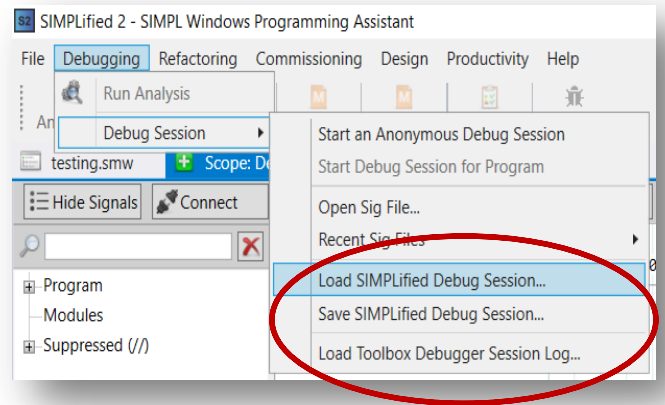 S2 SIMPLified 2 - SIMPL Windows Programming Assistant
File Debugging Refactoring Commissioning Design Productivity Help
Run Analysis
M M
An
Debug Session
Start an Anonymous Debug Session
testing.smw Scope: De
Start Debug Session for Program
Hide Signals Connect
Open Sig File...
Recent Sig Files
Load SIMPLified Debug Session...
Program
Modules
Save SIMPLified Debug Session...
Suppressed (//)
Load Toolbox Debugger Session Log...